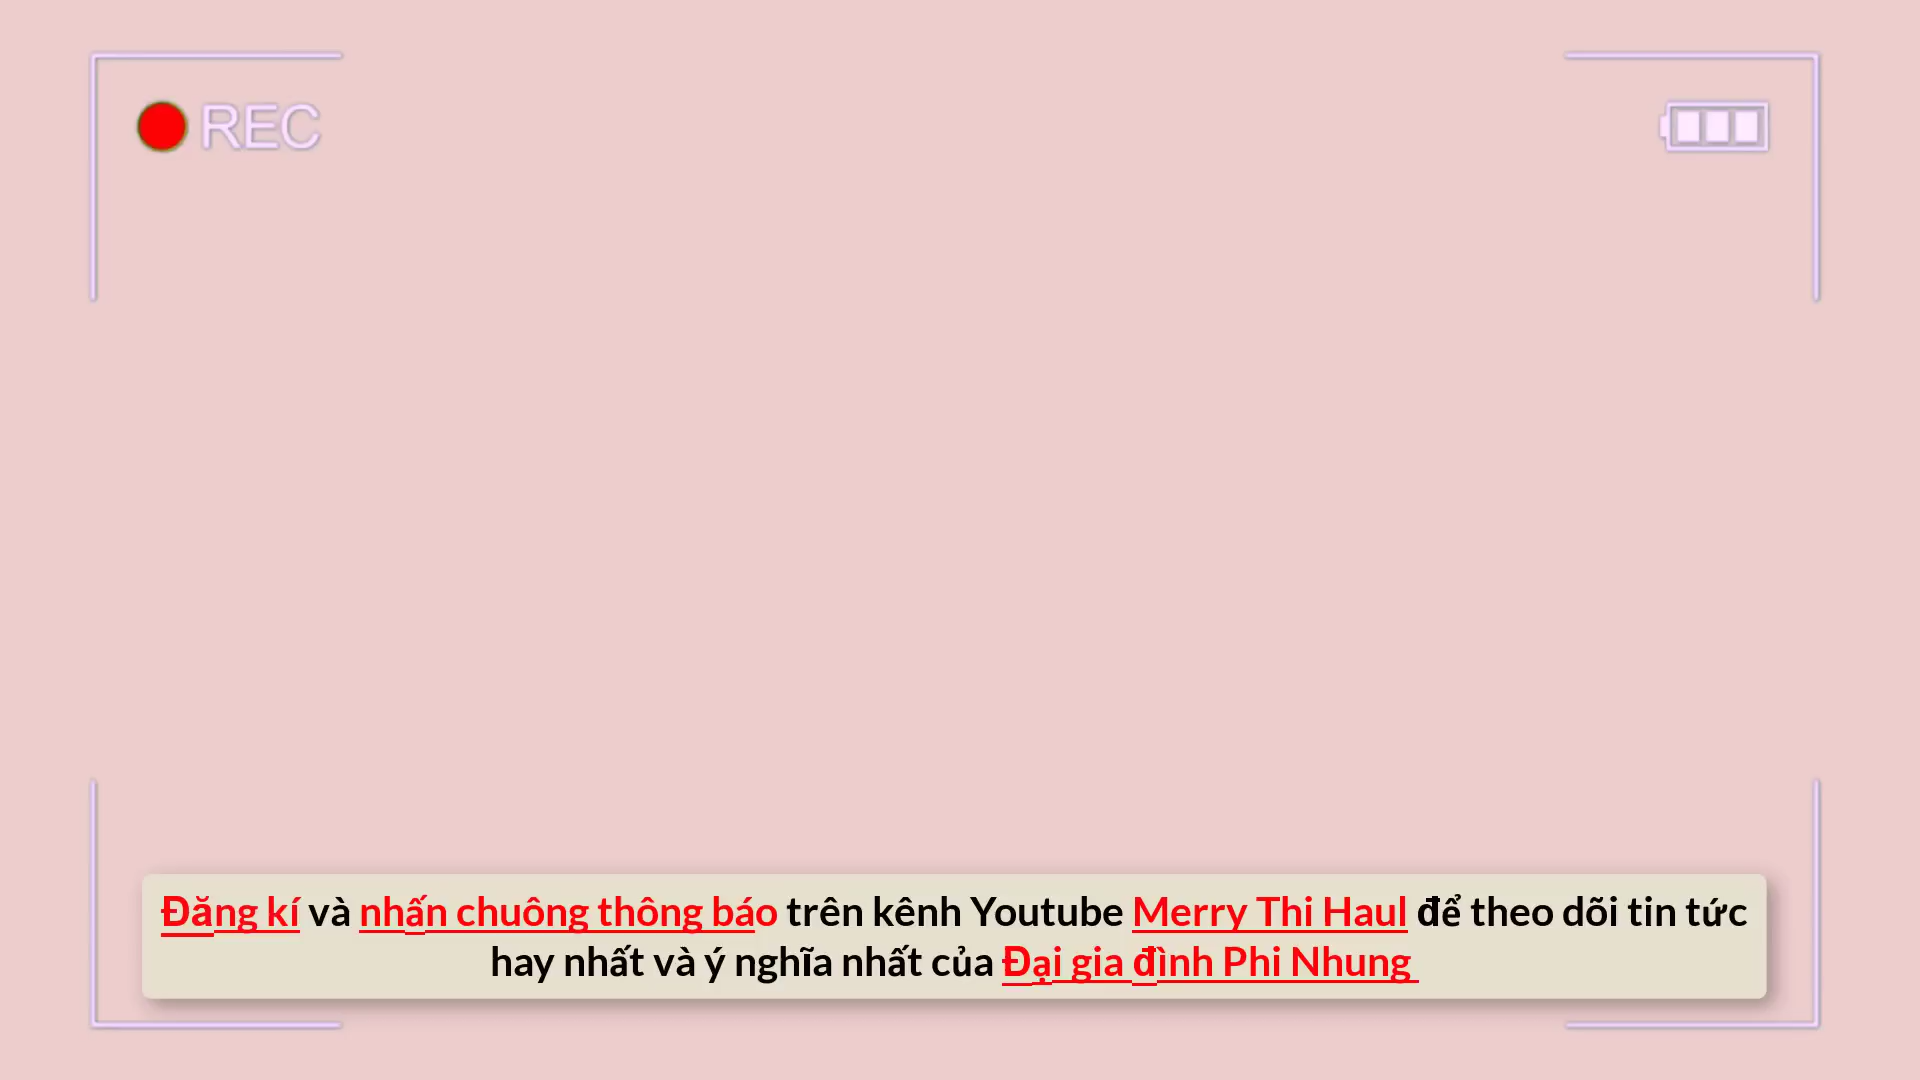 REC
Đăng kí và nhấn chuông thông báo trên kênh Youtube Merry Thi Haul để theo dõi tin tức
hay nhất và ý nghĩa nhất của Đại gia đình Phi Nhung